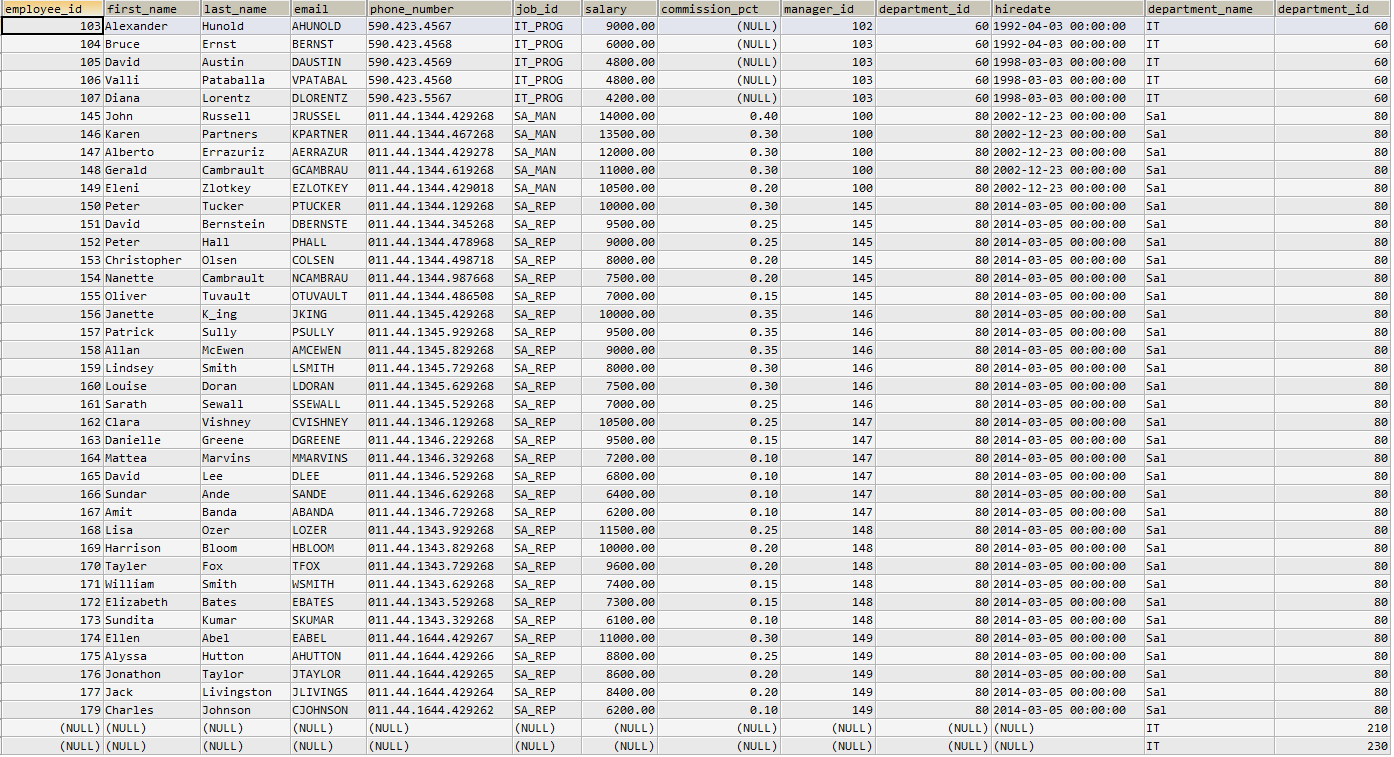 employee_id first_name last_name email phone_number job_id salary commission_pct manager_id department_id hiredate department_name department_id
103 Alexander Hunold AHUNOLD 590.423.4567 IT_PROG 9000.00 (NULL) 102 60 1992-04-03 00:00:00 IT 60
104 Bruce Ernst BERNST 590.423.4568 IT_PROG 6000.00 (NULL) 103 60 1992-04-03 00:00:00 IT 60
105 David Austin DAUSTIN 590.423.4569 IT_PROG 4800.00 (NULL) 103 60 1998-03-03 00:00:00 IT 60
106 Valli Pataballa VPATABAL 590.423.4560 IT_PROG 4800.00 (NULL) 103 60 1998-03-03 00:00:00 IT 60
107 Diana Lorentz DLORENTZ 590.423.5567 IT_PROG 4200.00 (NULL) 103 60 1998-03-03 00:00:00 IT 60
145 John Russell JRUSSEL 011.44.1344.429268 SA_MAN 14000.00 0.40 100 80 2002-12-23 00:00:00 Sal 80
146 Karen Partners KPARTNER 011.44.1344.467268 SA_MAN 13500.00 0.30 100 80 2002-12-23 00:00:00 Sal 80
147 Alberto Errazuriz AERRAZUR 011.44.1344.429278 SA_MAN 12000.00 0.30 100 80 2002-12-23 00:00:00 Sal 80
148 Gerald Cambrault GCAMBRAU 011.44.1344.619268 SA_MAN 11000.00 0.30 100 80 2002-12-23 00:00:00 Sal 80
149 Eleni Zlotkey EZLOTKEY 011.44.1344.429018 SA_MAN 10500.00 0.20 100 80 2002-12-23 00:00:00 Sal 80
150 Peter Tucker PTUCKER 011.44.1344.129268 SA_REP 10000.00 0.30 145 80 2014-03-05 00:00:00 Sal 80
151 David Bernstein DBERNSTE 011.44.1344.345268 SA_REP 9500.00 0.25 145 80 2014-03-05 00:00:00 Sal 80
152 Peter Hall PHALL 011.44.1344.478968 SA_REP 9000.00 0.25 145 80 2014-03-05 00:00:00 Sal 80
153 Christopher Olsen COLSEN 011.44.1344.498718 SA_REP 8000.00 0.20 145 80 2014-03-05 00:00:00 Sal 80
154 Nanette Cambrault NCAMBRAU 011.44.1344.987668 SA_REP 7500.00 0.20 145 80 2014-03-05 00:00:00 Sal 80
155 Oliver Tuvault OTUVAULT 011.44.1344.486508 SA_REP 7000.00 0.15 145 80 2014-03-05 00:00:00 Sal 80
156 Janette K_ing JKING 011.44.1345.429268 SA_REP 10000.00 0.35 146 80 2014-03-05 00:00:00 Sal 80
157 Patrick Sully PSULLY 011.44.1345.929268 SA_REP 9500.00 0.35 146 80 2014-03-05 00:00:00 Sal 80
158 Allan McEwen AMCEWEN 011.44.1345.829268 SA_REP 9000.00 0.35 146 80 2014-03-05 00:00:00 Sal 80
159 Lindsey Smith LSMITH 011.44.1345.729268 SA_REP 8000.00 0.30 146 80 2014-03-05 00:00:00 Sal 80
160 Louise Doran LDORAN 011.44.1345.629268 SA_REP 7500.00 0.30 146 80 2014-03-05 00:00:00 Sal 80
161 Sarath Sewall SSEWALL 011.44.1345.529268 SA_REP 7000.00 0.25 146 80 2014-03-05 00:00:00 Sal 80
162 Clara Vishney CVISHNEY 011.44.1346.129268 SA_REP 10500.00 0.25 147 80 2014-03-05 00:00:00 Sal 80
163 Danielle Greene DGREENE 011.44.1346.229268 SA_REP 9500.00 0.15 147 80 2014-03-05 00:00:00 Sal 80
164 Mattea Marvins MMARVINS 011.44.1346.329268 SA_REP 7200.00 0.10 147 80 2014-03-05 00:00:00 Sal 80
165 David Lee DLEE 011.44.1346.529268 SA_REP 6800.00 0.10 147 80 2014-03-05 00:00:00 Sal 80
166 Sundar Ande SANDE 011.44.1346.629268 SA_REP 6400.00 0.10 147 80 2014-03-05 00:00:00 Sal 80
167 Amit Banda ABANDA 011.44.1346.729268 SA_REP 6200.00 0.10 147 80 2014-03-05 00:00:00 Sal 80
168 Lisa Ozer LOZER 011.44.1343.929268 SA_REP 11500.00 0.25 148 80 2014-03-05 00:00:00 Sal 80
169 Harrison Bloom HBLOOM 011.44.1343.829268 SA_REP 10000.00 0.20 148 80 2014-03-05 00:00:00 Sal 80
170 Tayler Fox TFOX 011.44.1343.729268 SA_REP 9600.00 0.20 148 80 2014-03-05 00:00:00 Sal 80
171 William Smith WSMITH 011.44.1343.629268 SA_REP 7400.00 0.15 148 80 2014-03-05 00:00:00 Sal 80
172 Elizabeth Bates EBATES 011.44.1343.529268 SA_REP 7300.00 0.15 148 80 2014-03-05 00:00:00 Sal 80
173 Sundita Kumar SKUMAR 011.44.1343.329268 SA_REP 6100.00 0.10 148 80 2014-03-05 00:00:00 Sal 80
174 Ellen Abel EABEL 011.44.1644.429267 SA_REP 11000.00 0.30 149 80 2014-03-05 00:00:00 Sal 80
175 Alyssa Hutton AHUTTON 011.44.1644.429266 SA_REP 8800.00 0.25 149 80 2014-03-05 00:00:00 Sal 80
176 Jonathon Taylor JTAYLOR 011.44.1644.429265 SA_REP 8600.00 0.20 149 80 2014-03-05 00:00:00 Sal 80
177 Jack Livingston JLIVINGS 011.44.1644.429264 SA_REP 8400.00 0.20 149 80 2014-03-05 00:00:00 Sal 80
179 Charles Johnson CJOHNSON 011.44.1644.429262 SA_REP 6200.00 0.10 149 80 2014-03-05 00:00:00 Sal 80
(NULL) (NULL) (NULL) (NULL) (NULL) (NULL) (NULL) (NULL) (NULL) (NULL) (NULL) IT 210
(NULL) (NULL) (NULL) (NULL) (NULL) (NULL) (NULL) (NULL) (NULL) (NULL) (NULL) IT 230